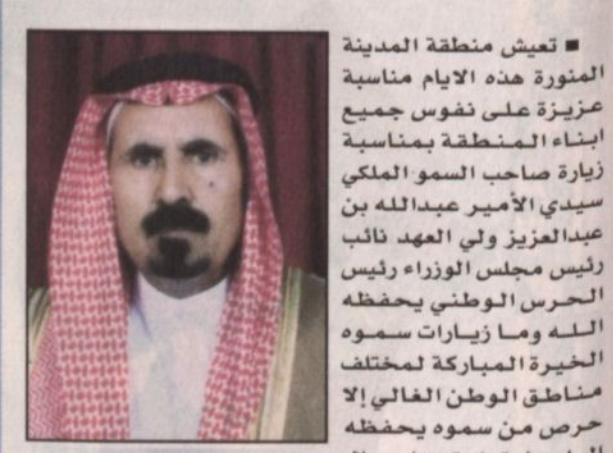 ■ تعيش منطقة المدينة
المنورة هذه الايام مناسبة
عزيزة على نفوس جميع
ابناء المنطقة بمناسبة
زيارة صاحب السمو الملكي
سيدي الأمير عبدالله بن
عبدالعزيز ولي العهد نائب
رئيس مجلس الوزراء رئيس
الحرس الوطني يحفظه
الله وما زيارات سموه
الخيرة المباركة لمختلف
مناطق الوطن الغالي إلا
حرص من سموه يحفظه